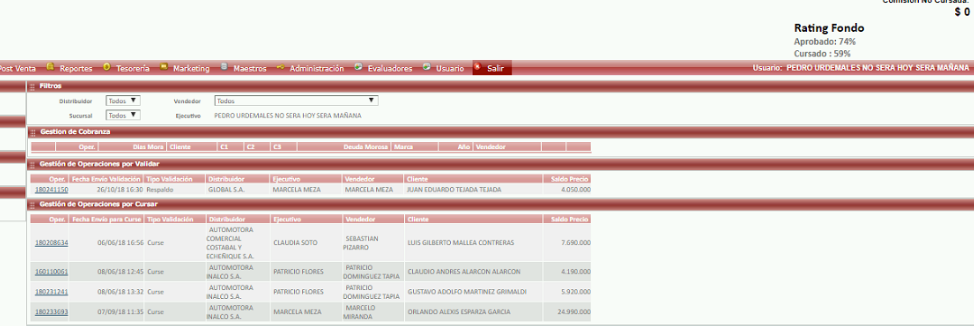 Comisión No Cursada:
$ 0
Rating Fondo
Aprobado: 74%
Cursado : 59%
Post Venta Reportes Tesorería Marketing Maestros Administración Evaluadores Usuario Salir Usuario: PEDRO URDEMALES NO SERA HOY SERA MAÑANA
Filtros
Distribuidor Todos Vendedor Todos
Sucursal Todos Ejecutivo PEDRO URDEMALES NO SERA HOY SERA MAÑANA
Gestion de Cobranza
Oper. Dias Mora Cliente C1 C2 C3 Deuda Morosa Marca Año Vendedor
Gestión de Operaciones por Validar
Oper. Fecha Envío Validación Tipo Validación Distribuidor Ejecutivo Vendedor Cliente Saldo Precio
180241150 26/10/18 16:30 Respaldo GLOBAL S.A. MARCELA MEZA MARCELA MEZA JUAN EDUARDO TEJADA TEJADA 4.050.000
Gestión de Operaciones por Cursar
Oper. Fecha Envío para Curse Tipo Validación Distribuidor Ejecutivo Vendedor Cliente Saldo Precio
180208634 06/06/18 16:56 Curse AUTOMOTORA COMERCIAL COSTABAL Y ECHEÑIQUE S.A. CLAUDIA SOTO SEBASTIAN PIZARRO LUIS GILBERTO MALLEA CONTRERAS 7.690.000
160110061 08/06/18 12:45 Curse AUTOMOTORA INALCO S.A. PATRICIO FLORES PATRICIO DOMINGUEZ TAPIA CLAUDIO ANDRES ALARCON ALARCON 4.190.000
180231241 08/06/18 13:32 Curse AUTOMOTORA INALCO S.A. PATRICIO FLORES PATRICIO DOMINGUEZ TAPIA GUSTAVO ADOLFO MARTINEZ GRIMALDI 5.920.000
180233693 07/09/18 11:35 Curse AUTOMOTORA INALCO S.A. MARCELA MEZA MARCELO MIRANDA ORLANDO ALEXIS ESPARZA GARCIA 24.990.000